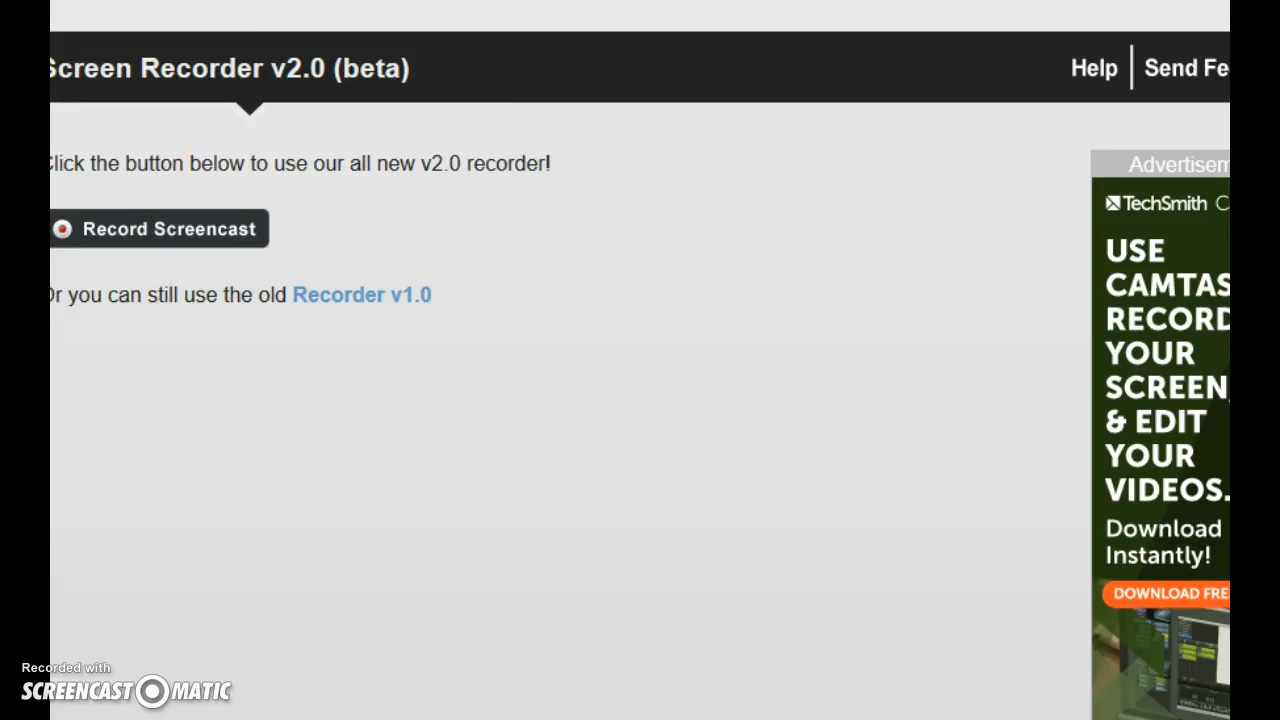 Screen Recorder v2.0 (beta)
Help
Send Fe
Click the button below to use our all new v2.0 recorder!
Record Screencast
Or you can still use the old Recorder v1.0
Advertisem
TechSmith C
USE
CAMTAS
RECORD
YOUR
SCREEN,
& EDIT
YOUR
VIDEOS.
Download
Instantly!
DOWNLOAD FRE
Recorded with
SCREENCAST-O-MATIC